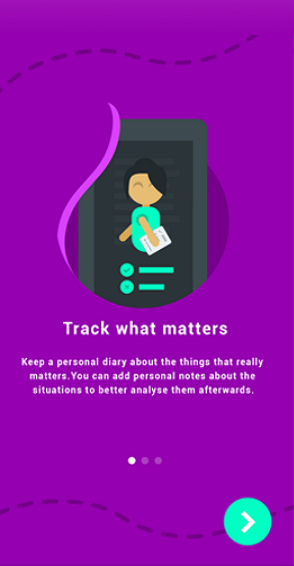 Track what matters
Keep a personal diary about the things that really
matters.You can add personal notes about the
situations to better analyse them afterwards.